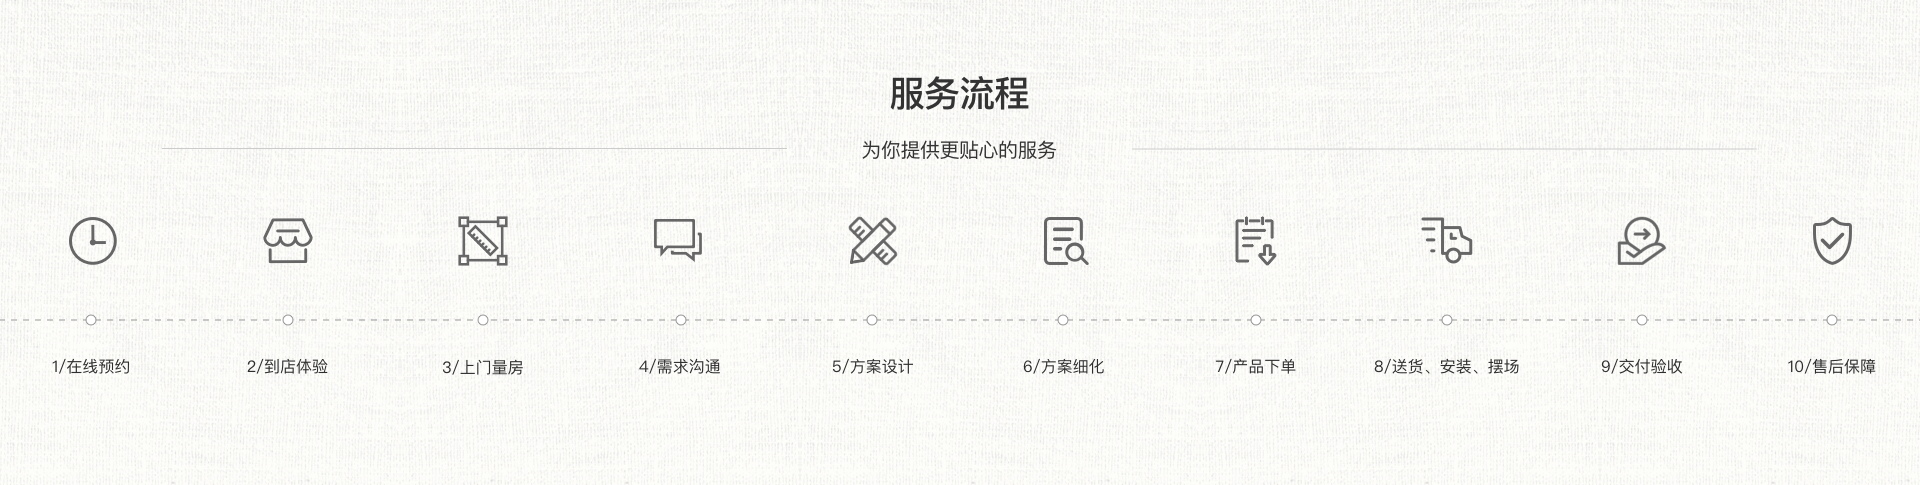 服务流程
为你提供更贴心的服务
1/在线预约
2/到店体验
3/上门量房
4/需求沟通
5/方案设计
6/方案细化
7/产品下单
8/送货、安装、摆场
9/交付验收
10/售后保障